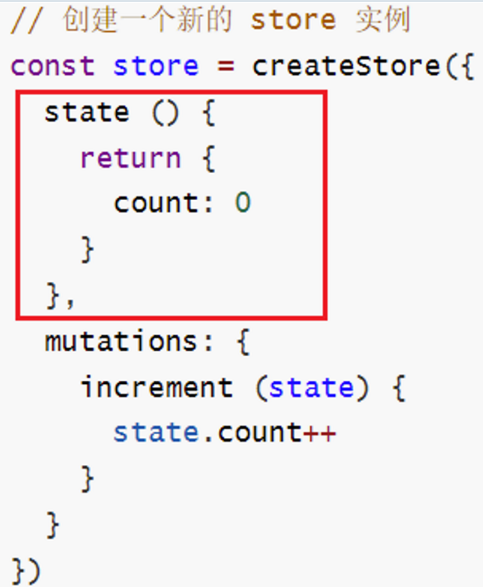 // 创建一个新的 store 实例
const store = createStore({
  state () {
    return {
      count: 0
    }
  },
  mutations: {
    increment (state) {
      state.count++
    }
  }
})